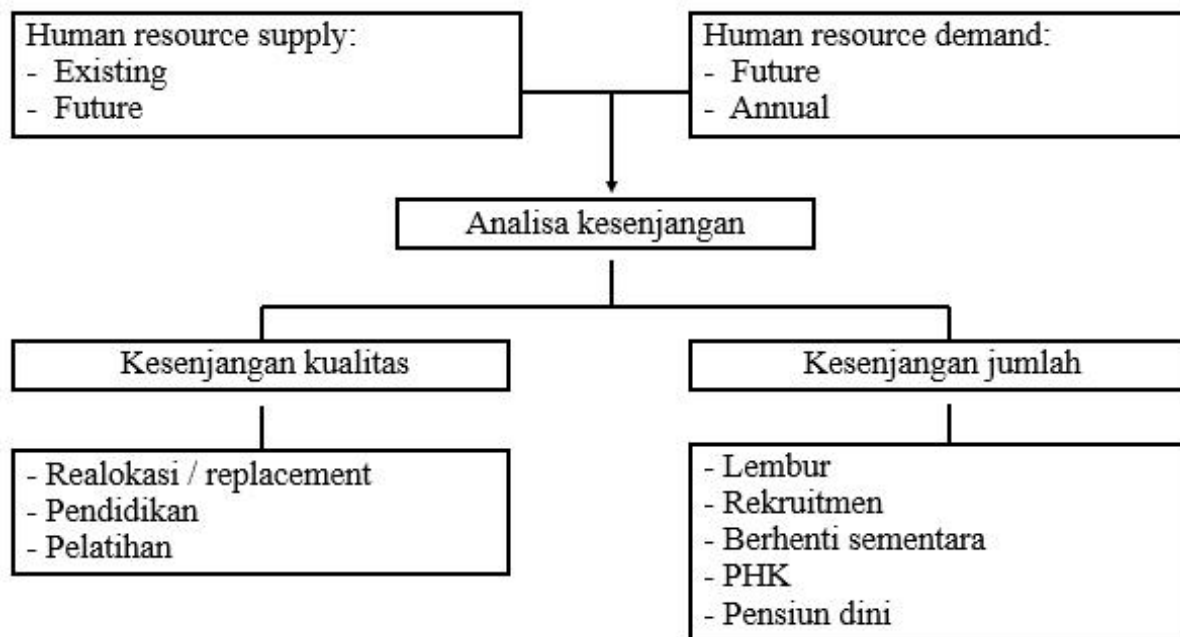 Human resource supply:
- Existing
- Future
Human resource demand:
- Future
- Annual
Analisa kesenjangan
Kesenjangan kualitas
Kesenjangan jumlah
- Realokasi / replacement
- Pendidikan
- Pelatihan
- Lembur
- Rekruitmen
- Berhenti sementara
- PHK
- Pensiun dini